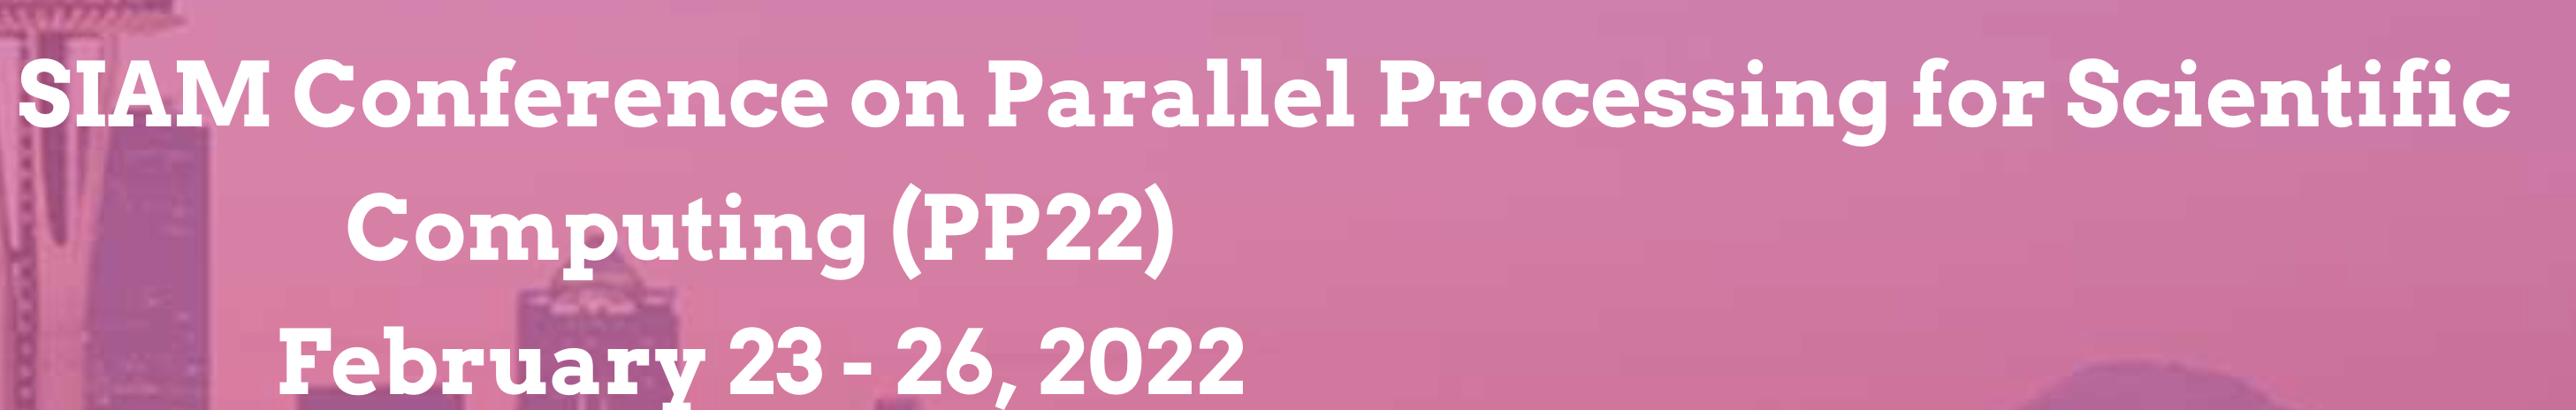 SIAM Conference on Parallel Processing for Scientific
Computing (PP22)
February 23 - 26, 2022